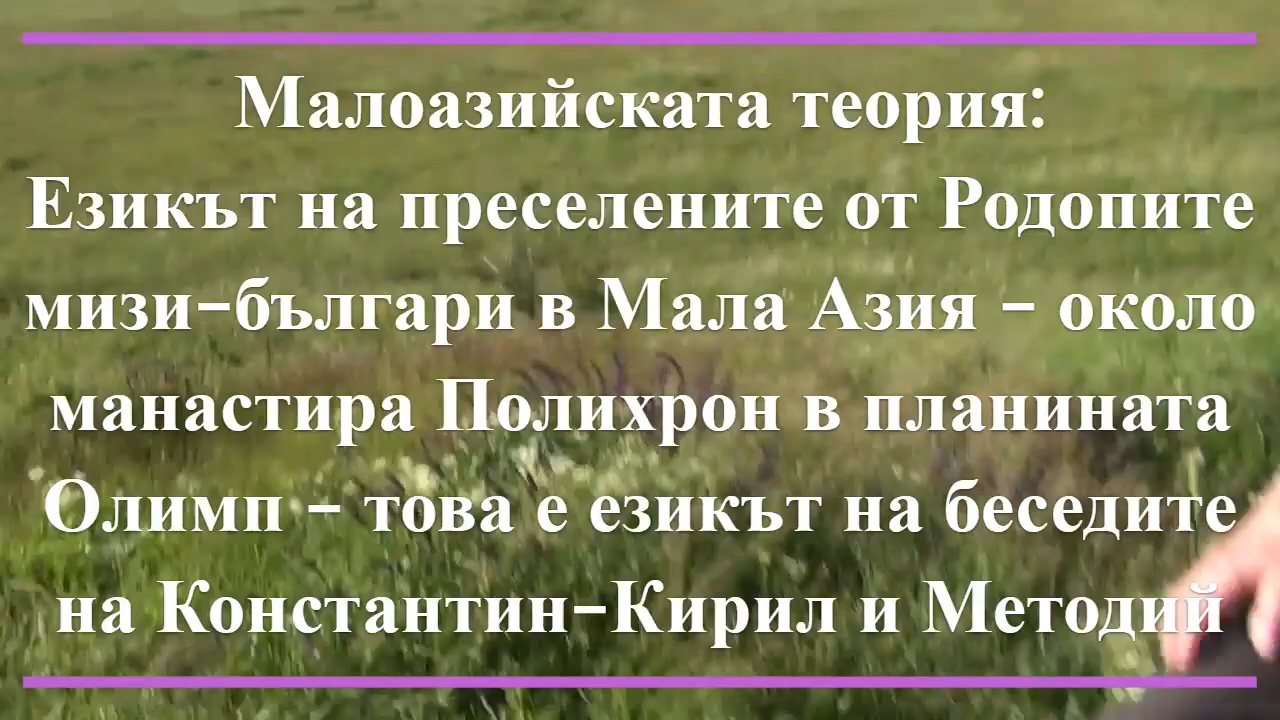 Малоазийската теория:
Езикът на преселените от Родопите
мизи-българи в Мала Азия - около
манастира Полихрон в планината
Олимп - това е езикът на беседите
на Константин-Кирил и Методий